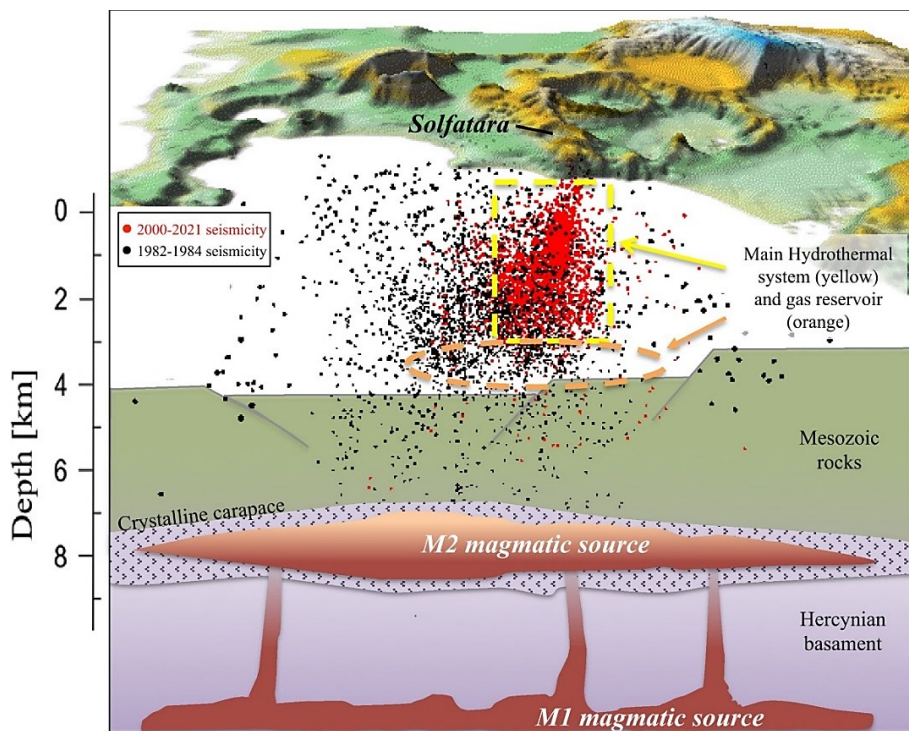 Solfatara
0
2
4
6
8
Depth [km]
2000-2021 seismicity
1982-1984 seismicity
Main Hydrothermal
system (yellow)
and gas reservoir
(orange)
Mesozoic
rocks
Crystalline carapace
M2 magmatic source
Hercynian
basament
M1 magmatic source